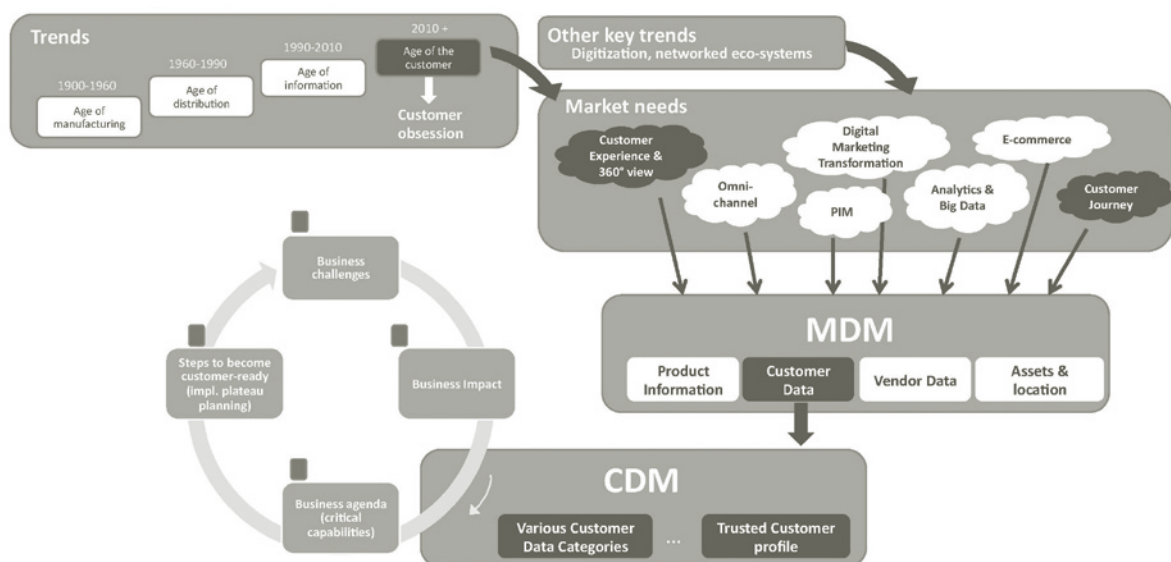 Trends
1900-1960
Age of
manufacturing
1960-1990
Age of
distribution
1990-2010
Age of
information
2010 +
Age of the
customer
Customer
obsession
Other key trends
Digitization, networked eco-systems
Market needs
Customer
Experience &
360° view
Omni-
channel
Digital
Marketing
Transformation
PIM
Analytics &
Big Data
E-commerce
Customer
Journey
MDM
Product
Information
Customer
Data
Vendor Data
Assets &
location
CDM
Various Customer
Data Categories
...
Trusted Customer
profile
Business
challenges
Business Impact
Business agenda
(critical
capabilities)
Steps to become
customer-ready
(impl. plateau
planning)